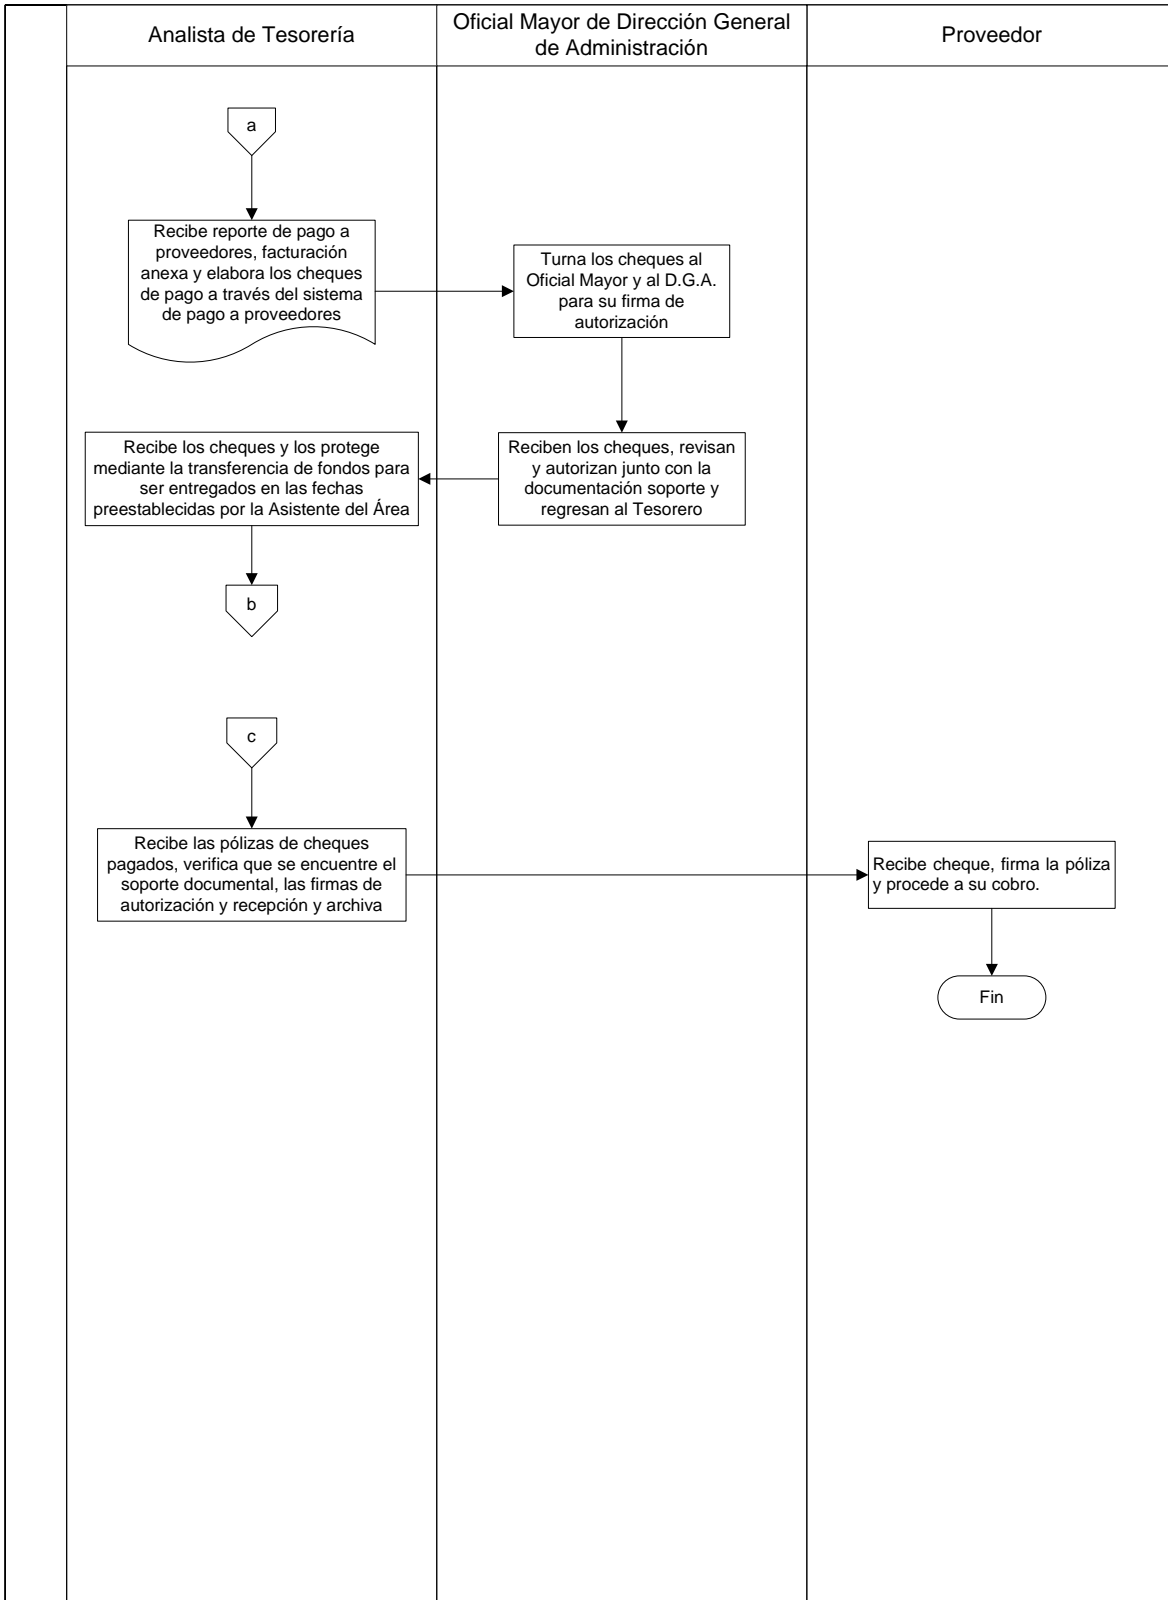 Analista de Tesorería
Oficial Mayor de Dirección General
de Administración
Proveedor
a
Recibe reporte de pago a
proveedores, facturación
anexa y elabora los cheques
de pago a través del sistema
de pago a proveedores
Turna los cheques al
Oficial Mayor y al D.G.A.
para su firma de
autorización
Recibe los cheques y los protege
mediante la transferencia de fondos para
ser entregados en las fechas
preestablecidas por la Asistente del Área
Reciben los cheques, revisan
y autorizan junto con la
documentación soporte y
regresan al Tesorero
b
c
Recibe las pólizas de cheques
pagados, verifica que se encuentre el
soporte documental, las firmas de
autorización y recepción y archiva
Recibe cheque, firma la póliza
y procede a su cobro.
Fin